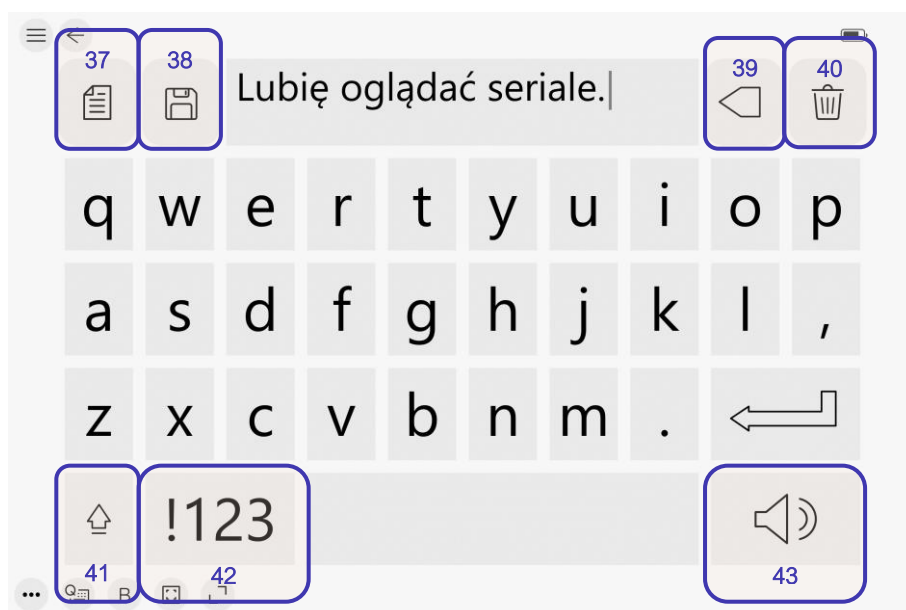 37 38 39 40
Lubię oglądać seriale.
q w e r t y u i o p
a s d f g h j k l ,
z x c v b n m .
!123
41 42 43
B